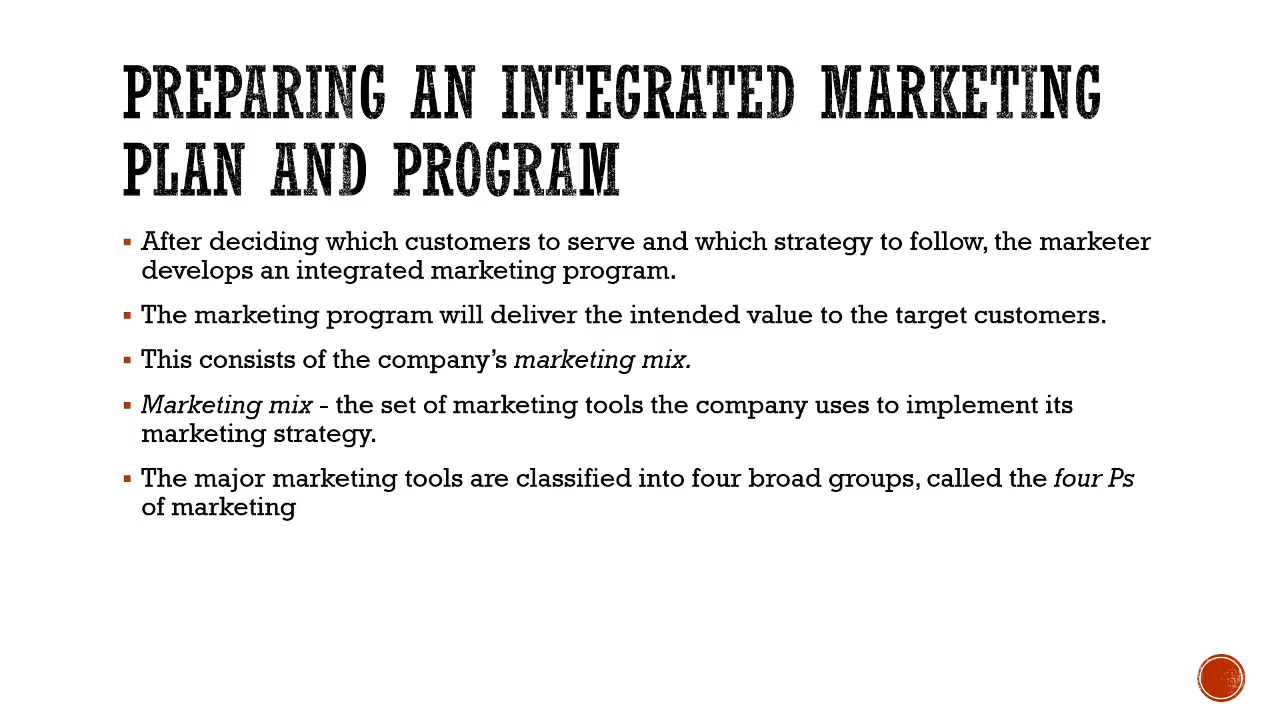 PREPARING AN INTEGRATED MARKETING
PLAN AND PROGRAM
▪ After deciding which customers to serve and which strategy to follow, the marketer
develops an integrated marketing program.
▪ The marketing program will deliver the intended value to the target customers.
▪ This consists of the company’s marketing mix.
▪ Marketing mix - the set of marketing tools the company uses to implement its
marketing strategy.
▪ The major marketing tools are classified into four broad groups, called the four Ps
of marketing